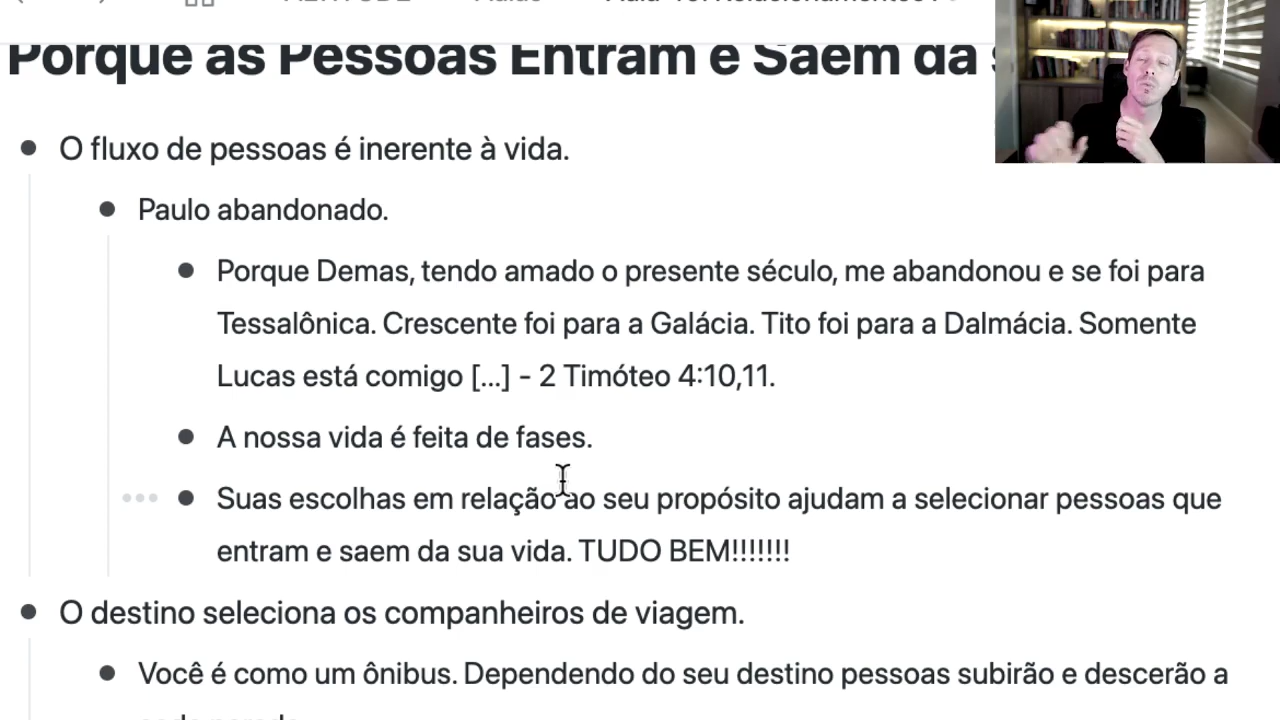 Porque as Pessoas Entram e Saem da
O fluxo de pessoas é inerente à vida.
Paulo abandonado.
Porque Demas, tendo amado o presente século, me abandonou e se foi para
Tessalônica. Crescente foi para a Galácia. Tito foi para a Dalmácia. Somente
Lucas está comigo [...] - 2 Timóteo 4:10,11.
A nossa vida é feita de fases.
Suas escolhas em relação ao seu propósito ajudam a selecionar pessoas que
entram e saem da sua vida. TUDO BEM!!!!!!!
O destino seleciona os companheiros de viagem.
Você é como um ônibus. Dependendo do seu destino pessoas subirão e descerão a